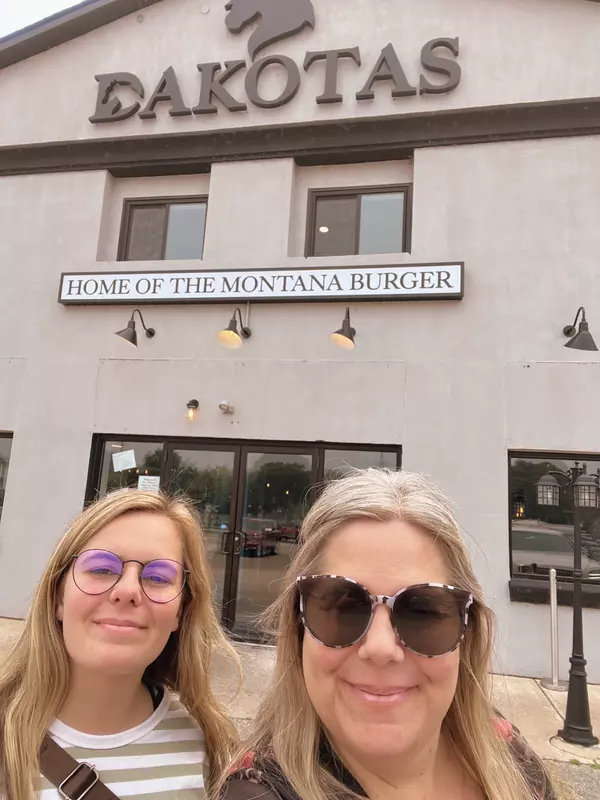 DAKOTAS
HOME OF THE MONTANA BURGER